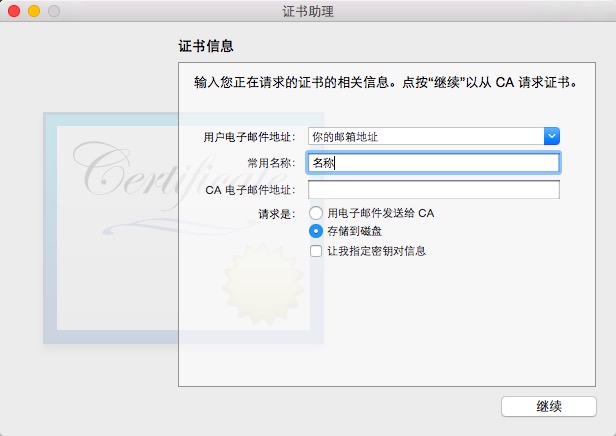 证书助理
证书信息
输入您正在请求的证书的相关信息。点按“继续”以从 CA 请求证书。
Certificate
用户电子邮件地址： 你的邮箱地址
常用名称： 名称
CA 电子邮件地址：
请求是： 用电子邮件发送给 CA
存储到磁盘
让我指定密钥对信息
继续